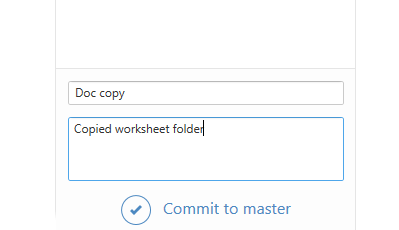 Doc copy
Copied worksheet folder
Commit to master